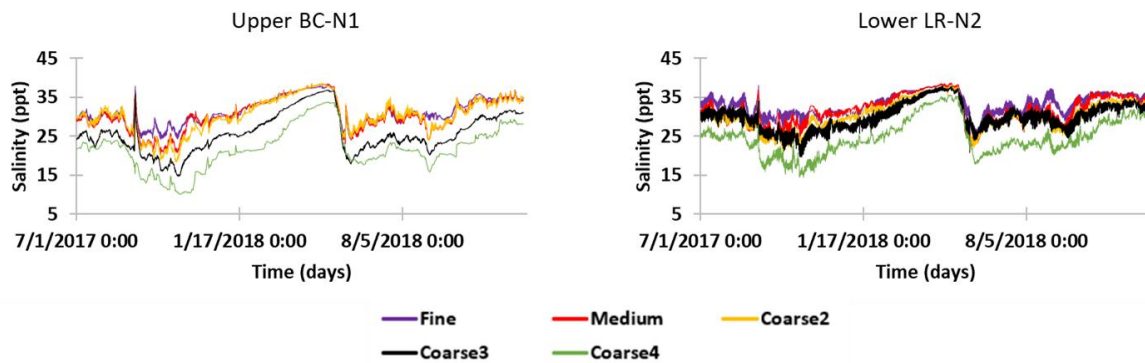 Upper BC-N1
45
35
25
15
5
Salinity (ppt)
7/1/2017 0:00 1/17/2018 0:00 8/5/2018 0:00
Time (days)
Lower LR-N2
45
35
25
15
5
Salinity (ppt)
7/1/2017 0:00 1/17/2018 0:00 8/5/2018 0:00
Time (days)
Fine Medium Coarse2
Coarse3 Coarse4